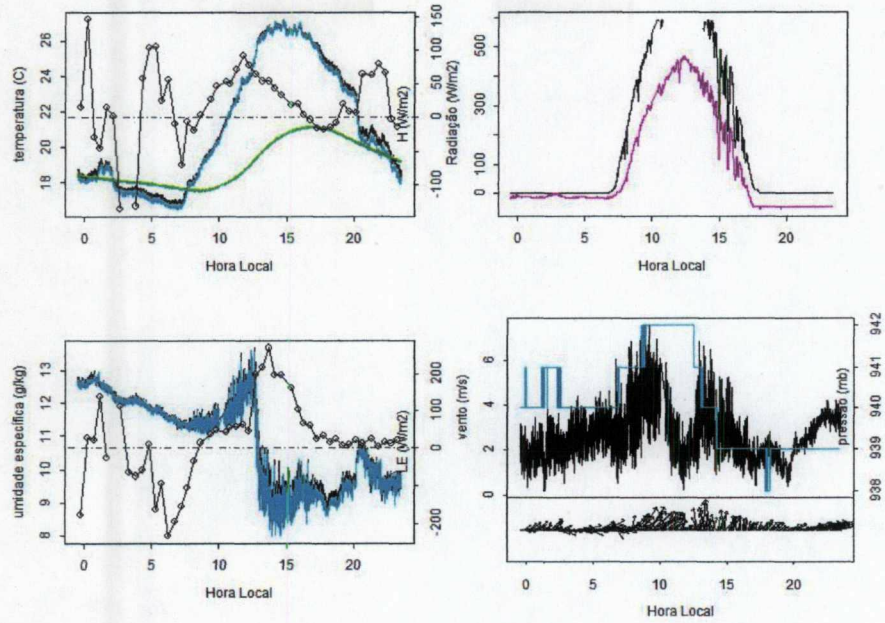 temperatura (C)
18 20 22 24 26
-100 -50 0 50 100 150
H (W/m2)
0 5 10 15 20
Hora Local
Radiação (W/m2)
0 100 300 500
0 5 10 15 20
Hora Local
umidade específica (g/kg)
8 9 10 11 12 13
-200 -100 0 100 200
LE (W/m2)
0 5 10 15 20
Hora Local
vento (m/s)
0 2 4 6
938 939 940 941 942
pressão (mb)
0 5 10 15 20
Hora Local